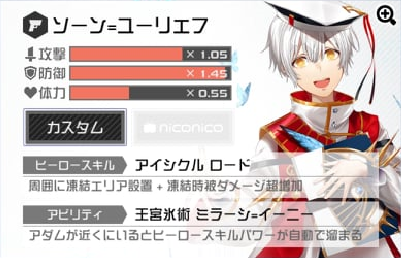 ソーン=ユーリエフ
攻撃 × 1.05
防御 × 1.45
体力 × 0.55
カスタム
niconico
ヒーロースキル アイシクル ロード
周囲に凍結エリア設置 + 凍結時被ダメージ超増加
アビリティ 王宮氷術 ミラーシ=イーニー
アダムが近くにいるとヒーロースキルパワーが自動で溜まる